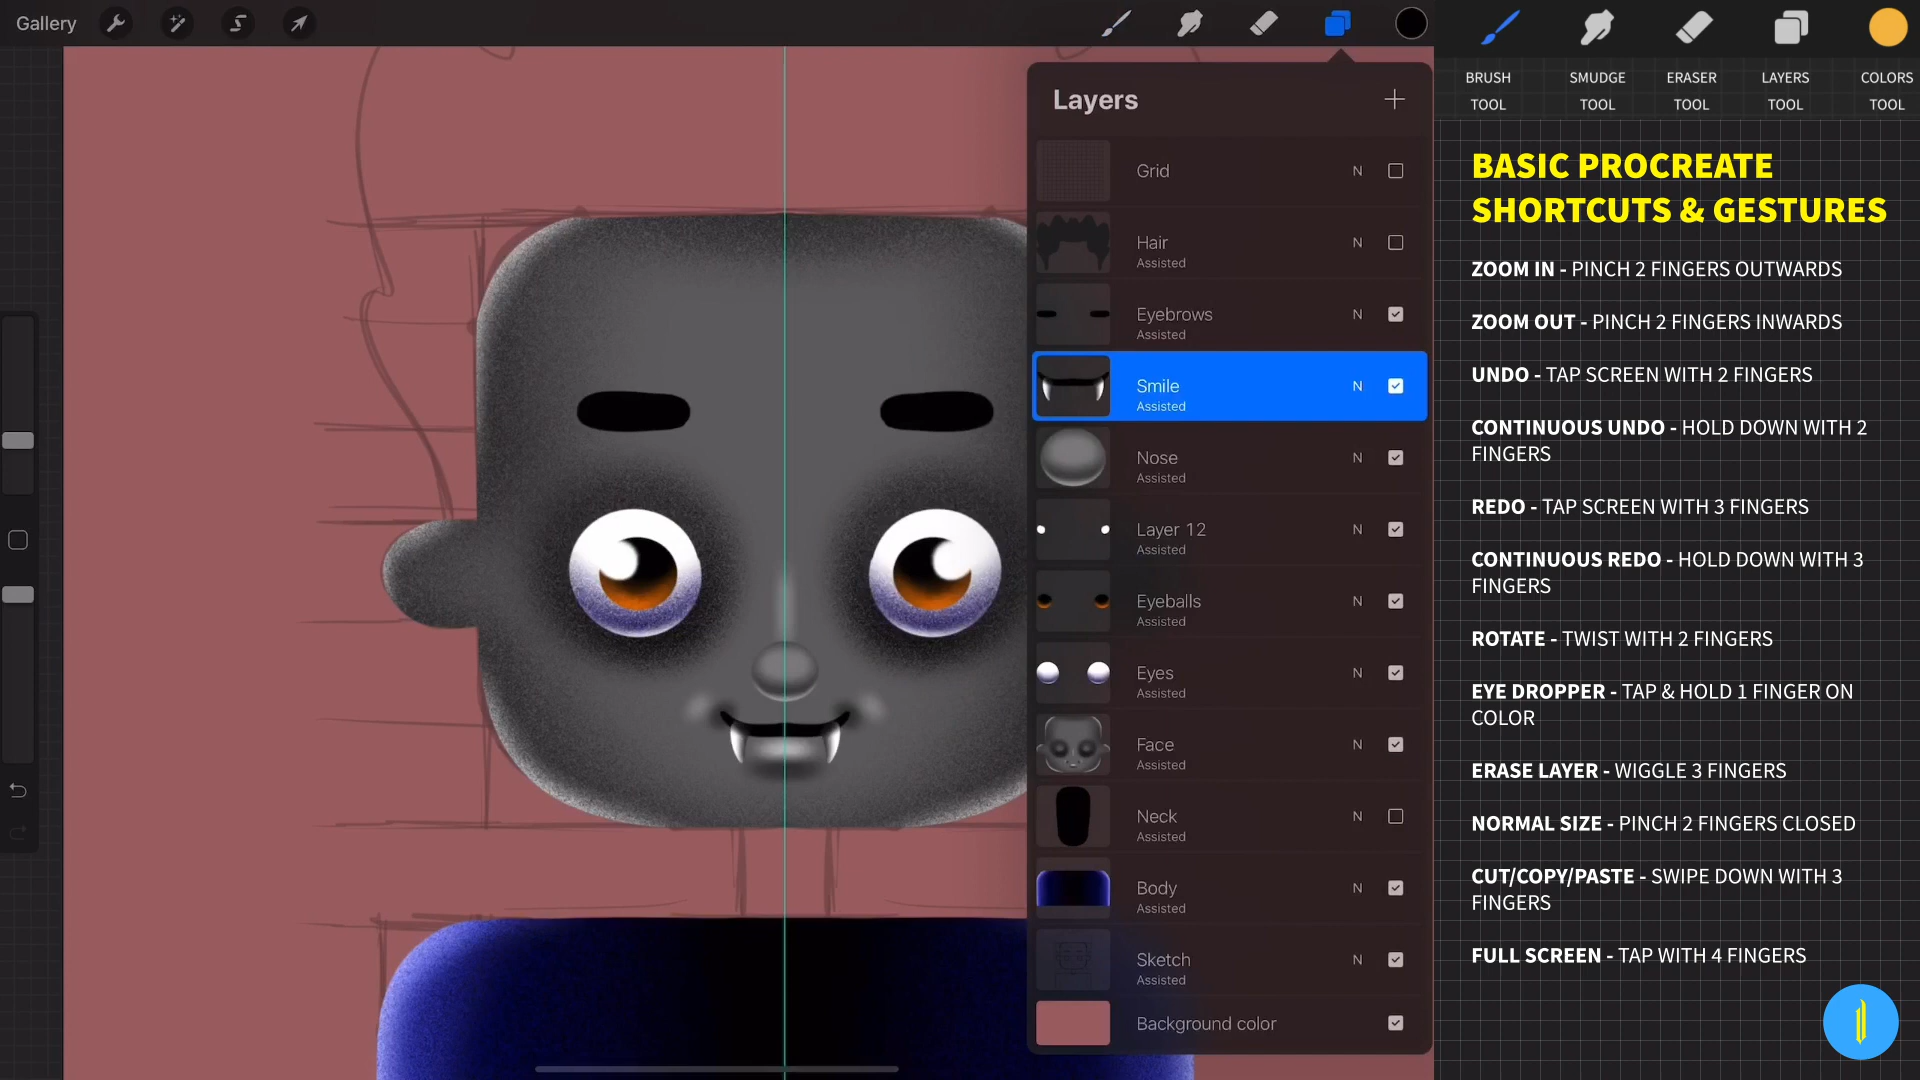 Gallery
Layers
Grid N
Hair N
Assisted
Eyebrows N
Assisted
Smile N
Assisted
Nose N
Assisted
Layer 12 N
Assisted
Eyeballs N
Assisted
Eyes N
Assisted
Face N
Assisted
Neck N
Assisted
Body N
Assisted
Sketch N
Assisted
Background color
BRUSH SMUDGE ERASER LAYERS COLORS
TOOL TOOL TOOL TOOL TOOL
BASIC PROCREATE
SHORTCUTS & GESTURES
ZOOM IN - PINCH 2 FINGERS OUTWARDS
ZOOM OUT - PINCH 2 FINGERS INWARDS
UNDO - TAP SCREEN WITH 2 FINGERS
CONTINUOUS UNDO - HOLD DOWN WITH 2
FINGERS
REDO - TAP SCREEN WITH 3 FINGERS
CONTINUOUS REDO - HOLD DOWN WITH 3
FINGERS
ROTATE - TWIST WITH 2 FINGERS
EYE DROPPER - TAP & HOLD 1 FINGER ON
COLOR
ERASE LAYER - WIGGLE 3 FINGERS
NORMAL SIZE - PINCH 2 FINGERS CLOSED
CUT/COPY/PASTE - SWIPE DOWN WITH 3
FINGERS
FULL SCREEN - TAP WITH 4 FINGERS